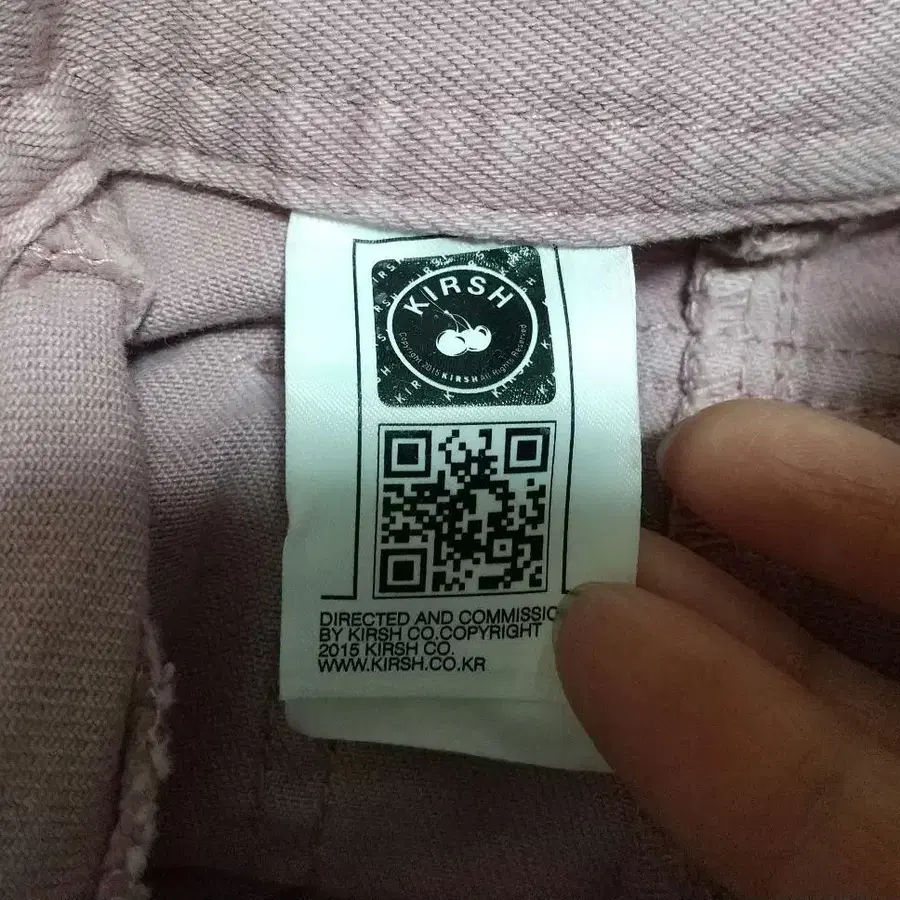 KIRSH
Copyright 2015 KIRSH All Rights Reserved
DIRECTED AND COMMISSIO
BY KIRSH CO.COPYRIGHT
2015 KIRSH CO.
WWW.KIRSH.CO.KR